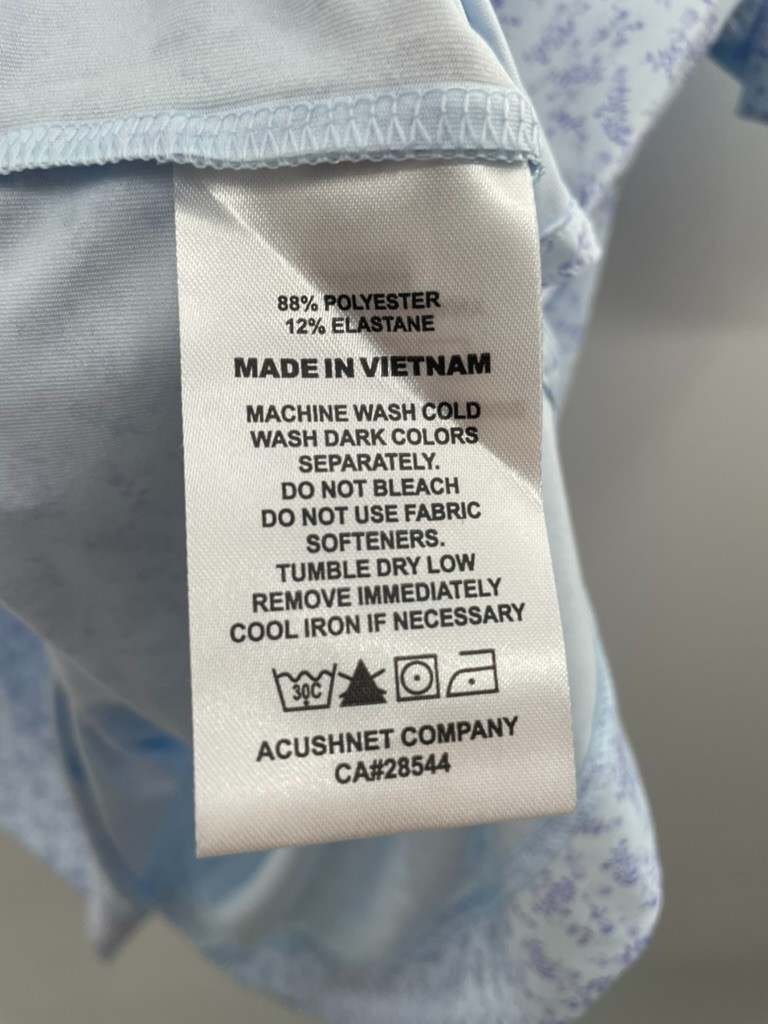 88% POLYESTER
12% ELASTANE
MADE IN VIETNAM
MACHINE WASH COLD
WASH DARK COLORS
SEPARATELY.
DO NOT BLEACH
DO NOT USE FABRIC
SOFTENERS.
TUMBLE DRY LOW
REMOVE IMMEDIATELY
COOL IRON IF NECESSARY
30C
ACUSHNET COMPANY
CA#28544